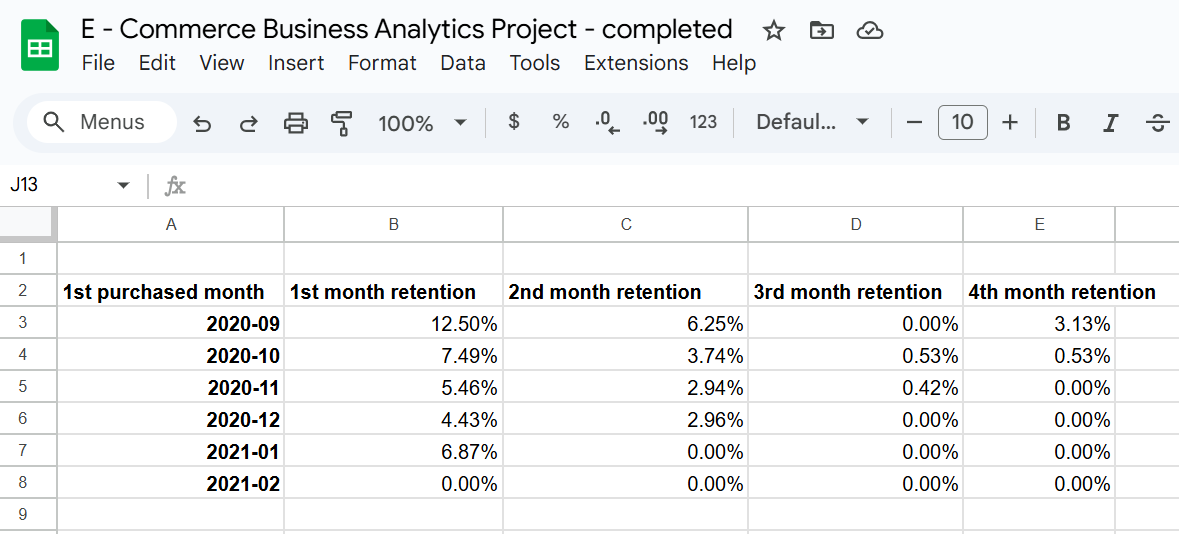 E - Commerce Business Analytics Project - completed
File Edit View Insert Format Data Tools Extensions Help
Menus 100% $ % .0 .00 123 Defaul... 10 B I S
J13 fx
A B C D E
1
2 1st purchased month 1st month retention 2nd month retention 3rd month retention 4th month retention
3 2020-09 12.50% 6.25% 0.00% 3.13%
4 2020-10 7.49% 3.74% 0.53% 0.53%
5 2020-11 5.46% 2.94% 0.42% 0.00%
6 2020-12 4.43% 2.96% 0.00% 0.00%
7 2021-01 6.87% 0.00% 0.00% 0.00%
8 2021-02 0.00% 0.00% 0.00% 0.00%
9